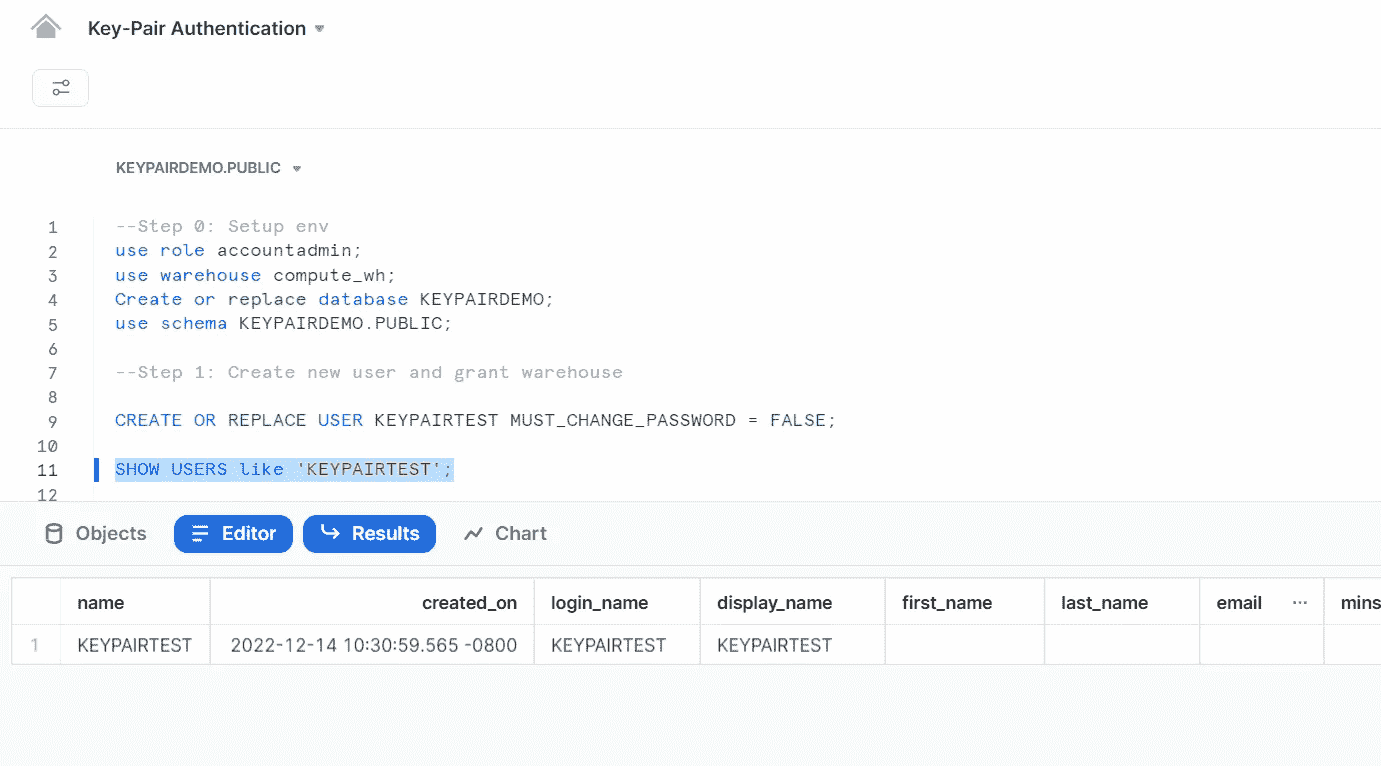 Key-Pair Authentication
KEYPAIRDEMO.PUBLIC
1 --Step 0: Setup env
2 use role accountadmin;
3 use warehouse compute_wh;
4 Create or replace database KEYPAIRDEMO;
5 use schema KEYPAIRDEMO.PUBLIC;
6
7 --Step 1: Create new user and grant warehouse
8
9 CREATE OR REPLACE USER KEYPAIRTEST MUST_CHANGE_PASSWORD = FALSE;
10
11 SHOW USERS like 'KEYPAIRTEST';
12
Objects Editor Results Chart
name created_on login_name display_name first_name last_name email ... mins
1 KEYPAIRTEST 2022-12-14 10:30:59.565 -0800 KEYPAIRTEST KEYPAIRTEST